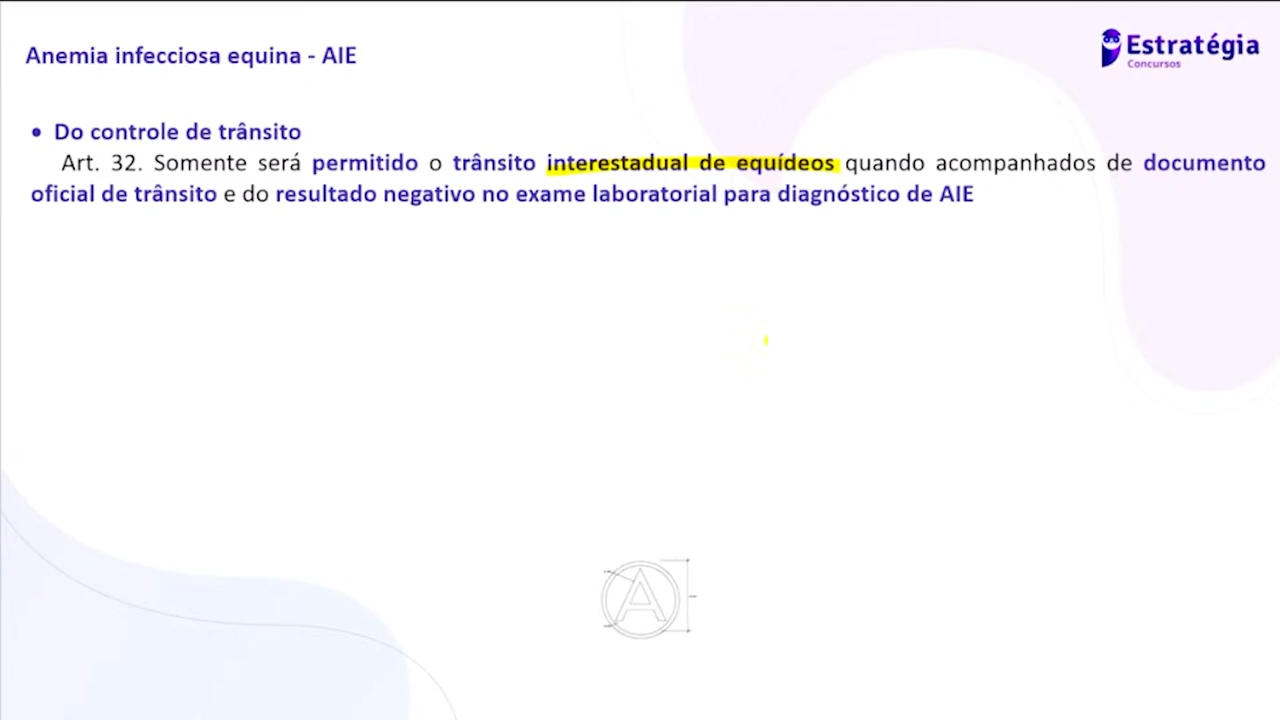 Anemia infecciosa equina - AIE
Estratégia
Concursos
• Do controle de trânsito
Art. 32. Somente será permitido o trânsito interestadual de equídeos quando acompanhados de documento
oficial de trânsito e do resultado negativo no exame laboratorial para diagnóstico de AIE
A